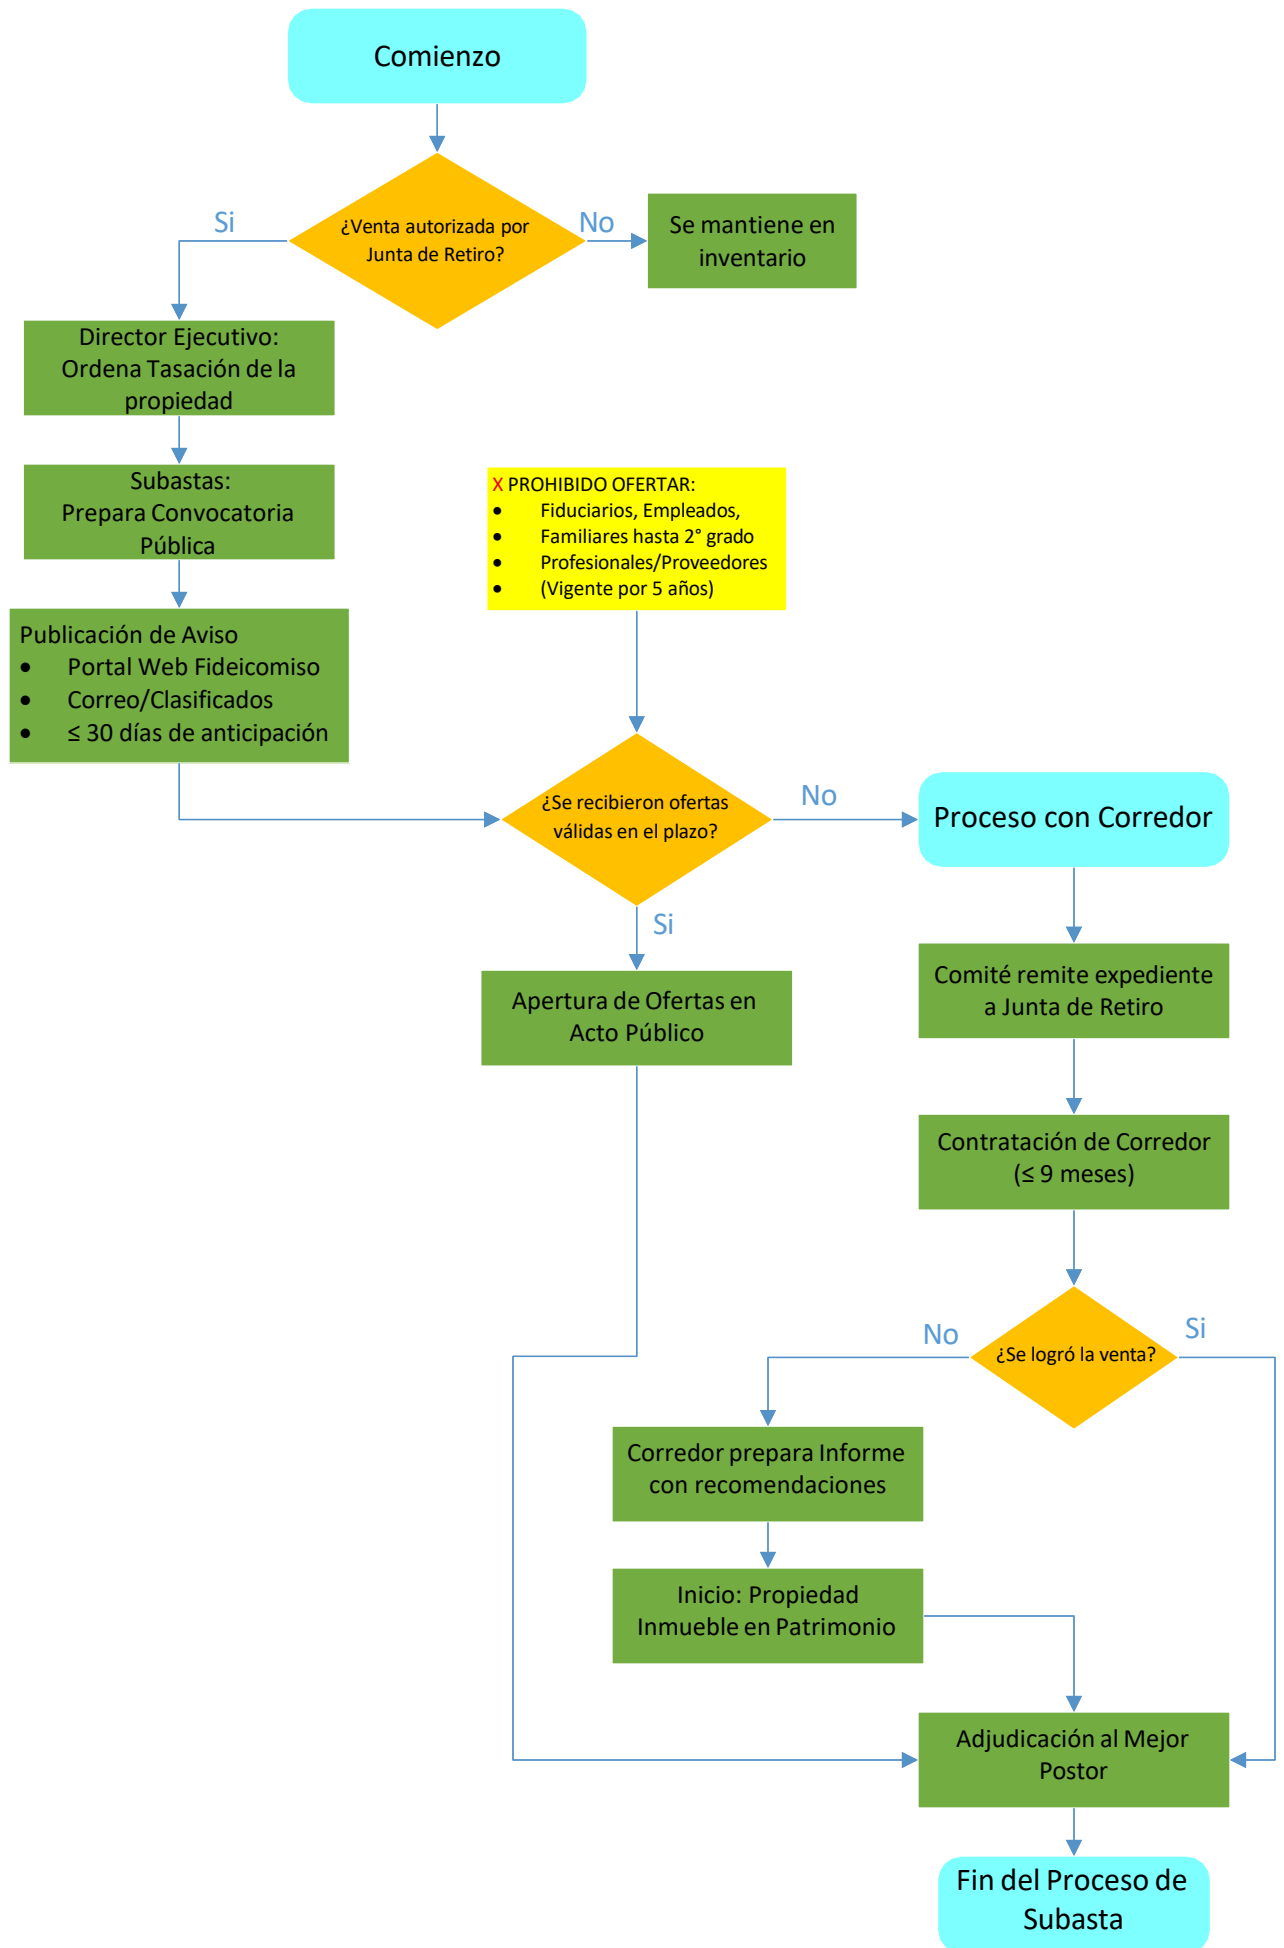 Comienzo
¿Venta autorizada por
Junta de Retiro?
Si
No
Se mantiene en
inventario
Director Ejecutivo:
Ordena Tasación de la
propiedad
Subastas:
Prepara Convocatoria
Pública
X PROHIBIDO OFERTAR:
• Fiduciarios, Empleados,
• Familiares hasta 2° grado
• Profesionales/Proveedores
• (Vigente por 5 años)
Publicación de Aviso
• Portal Web Fideicomiso
• Correo/Clasificados
• ≤ 30 días de anticipación
¿Se recibieron ofertas
válidas en el plazo?
No
Si
Proceso con Corredor
Apertura de Ofertas en
Acto Público
Comité remite expediente
a Junta de Retiro
Contratación de Corredor
(≤ 9 meses)
¿Se logró la venta?
No
Si
Corredor prepara Informe
con recomendaciones
Inicio: Propiedad
Inmueble en Patrimonio
Adjudicación al Mejor
Postor
Fin del Proceso de
Subasta